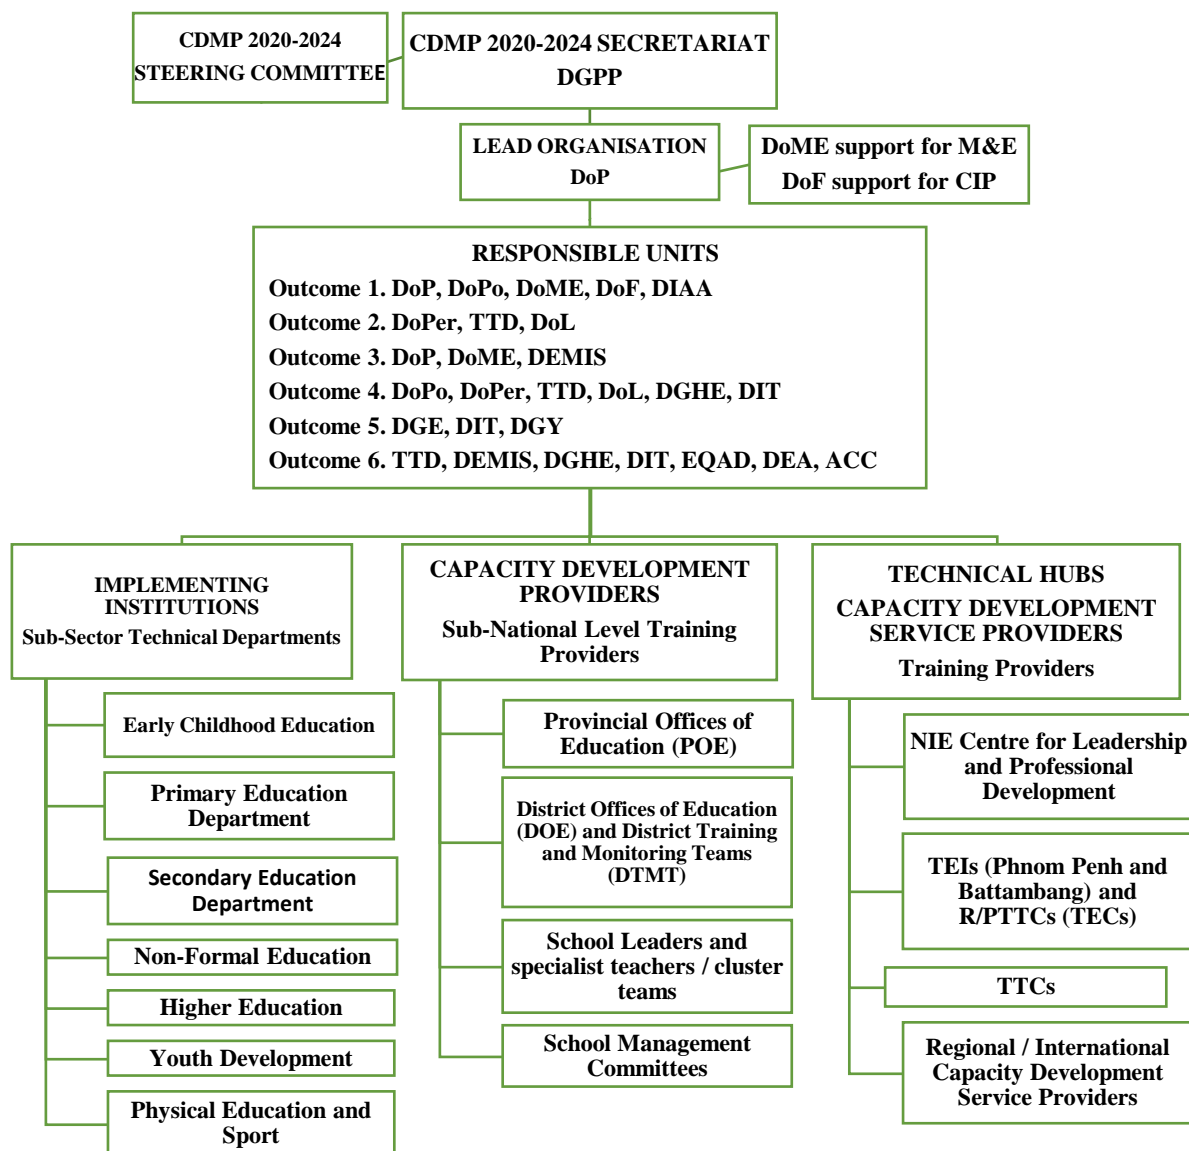 CDMP 2020-2024
STEERING COMMITTEE
CDMP 2020-2024 SECRETARIAT
DGPP
LEAD ORGANISATION
DoP
DoME support for M&E
DoF support for CIP
RESPONSIBLE UNITS
Outcome 1. DoP, DoPo, DoME, DoF, DIAA
Outcome 2. DoPer, TTD, DoL
Outcome 3. DoP, DoME, DEMIS
Outcome 4. DoPo, DoPer, TTD, DoL, DGHE, DIT
Outcome 5. DGE, DIT, DGY
Outcome 6. TTD, DEMIS, DGHE, DIT, EQAD, DEA, ACC
IMPLEMENTING
INSTITUTIONS
Sub-Sector Technical Departments
Early Childhood Education
Primary Education
Department
Secondary Education
Department
Non-Formal Education
Higher Education
Youth Development
Physical Education and
Sport
CAPACITY DEVELOPMENT
PROVIDERS
Sub-National Level Training
Providers
Provincial Offices of
Education (POE)
District Offices of Education
(DOE) and District Training
and Monitoring Teams
(DTMT)
School Leaders and
specialist teachers / cluster
teams
School Management
Committees
TECHNICAL HUBS
CAPACITY DEVELOPMENT
SERVICE PROVIDERS
Training Providers
NIE Centre for Leadership
and Professional
Development
TEIs (Phnom Penh and
Battambang) and
R/PTTCs (TECs)
TTCs
Regional / International
Capacity Development
Service Providers